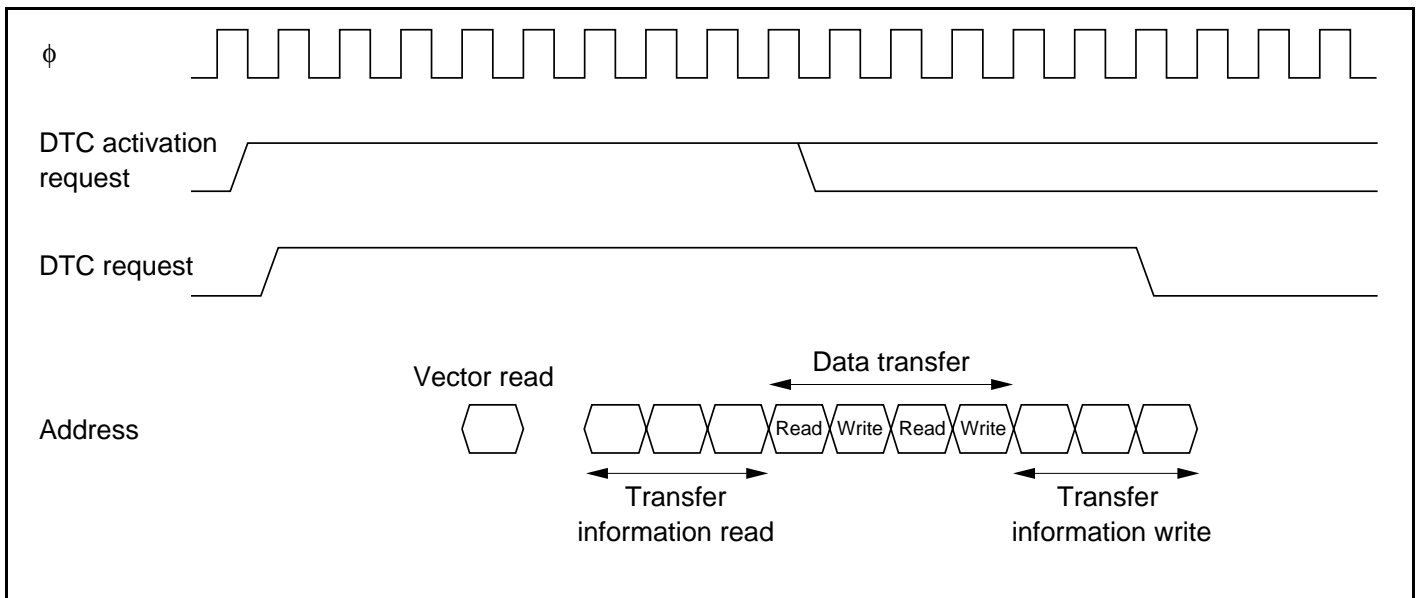 ϕ
DTC activation
request
DTC request
Data transfer
Vector read
Address
Read Write Read Write
Transfer
information read
Transfer
information write